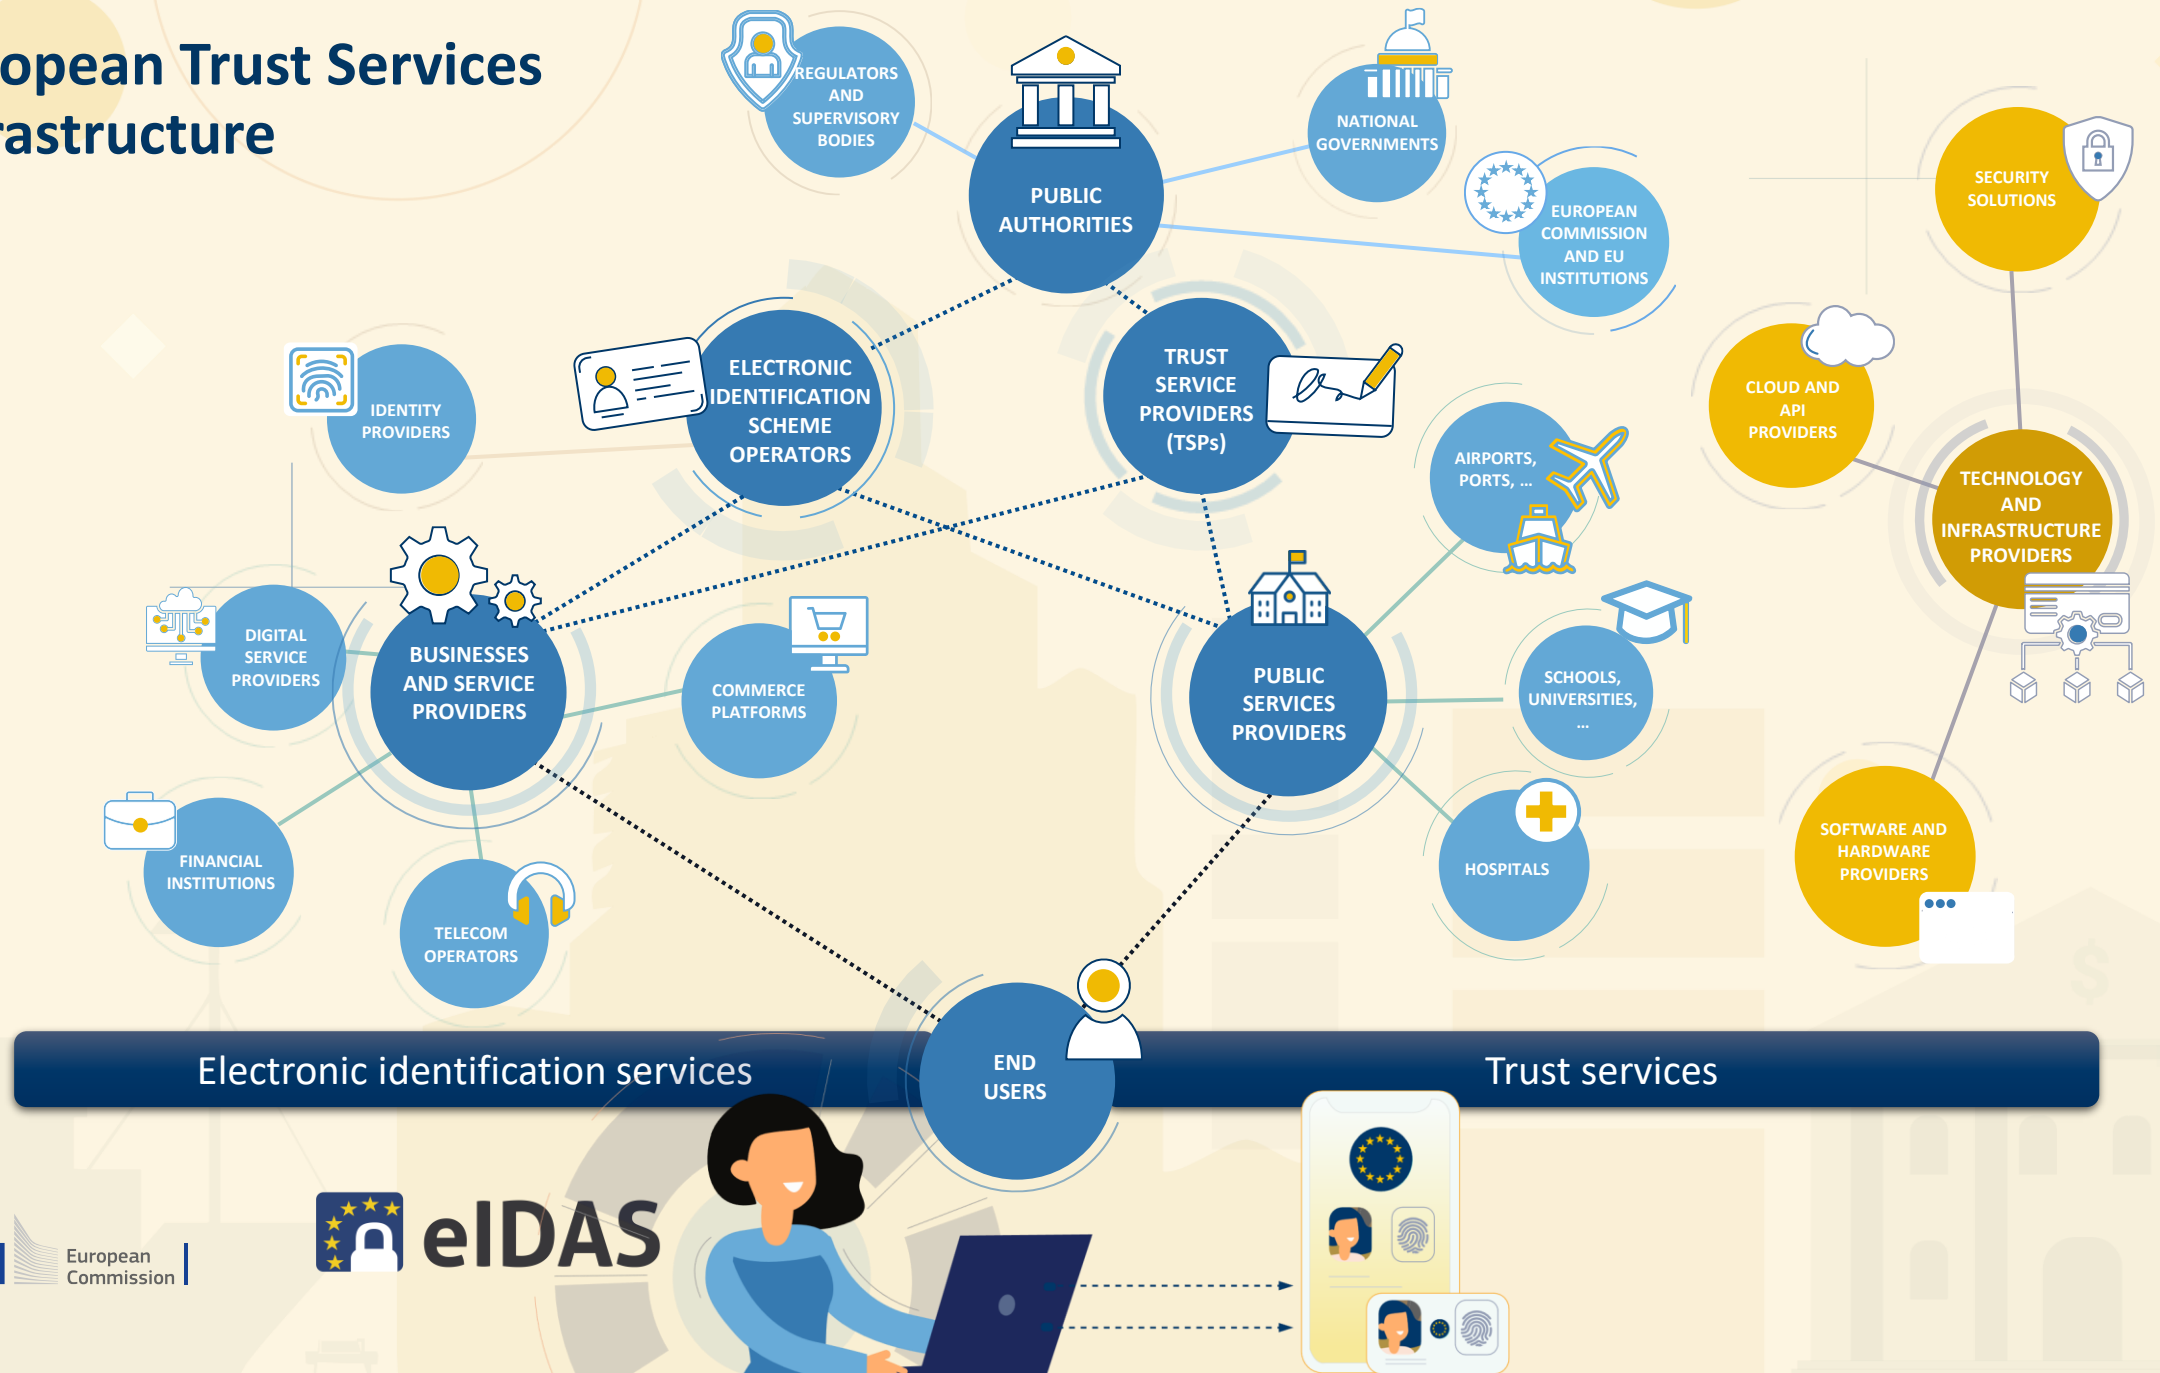 opean Trust Services
rastructure
REGULATORS
AND
SUPERVISORY
BODIES
PUBLIC
AUTHORITIES
NATIONAL
GOVERNMENTS
EUROPEAN
COMMISSION
AND EU
INSTITUTIONS
SECURITY
SOLUTIONS
IDENTITY
PROVIDERS
ELECTRONIC
IDENTIFICATION
SCHEME
OPERATORS
TRUST
SERVICE
PROVIDERS
(TSPs)
CLOUD AND
API
PROVIDERS
AIRPORTS,
PORTS, ...
TECHNOLOGY
AND
INFRASTRUCTURE
PROVIDERS
DIGITAL
SERVICE
PROVIDERS
BUSINESSES
AND SERVICE
PROVIDERS
COMMERCE
PLATFORMS
PUBLIC
SERVICES
PROVIDERS
SCHOOLS,
UNIVERSITIES,
...
FINANCIAL
INSTITUTIONS
TELECOM
OPERATORS
HOSPITALS
SOFTWARE AND
HARDWARE
PROVIDERS
Electronic identification services
END
USERS
Trust services
eIDAS
European
Commission